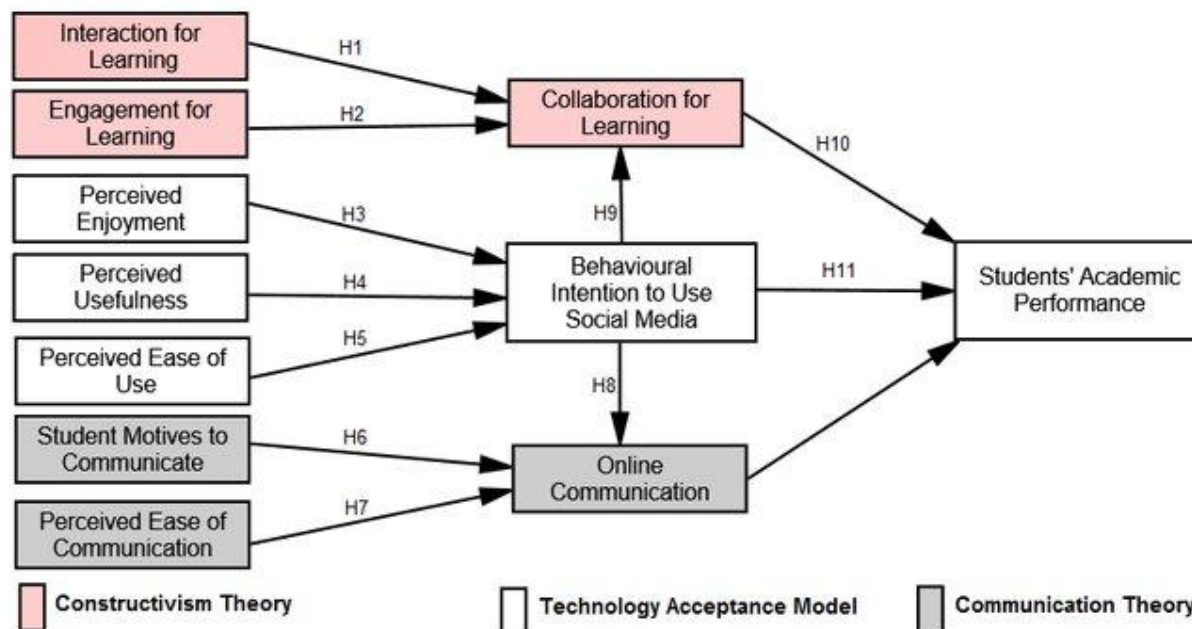 Interaction for
Learning
H1
Engagement for
Learning
H2
Collaboration for
Learning
H10
Perceived
Enjoyment
H3
H9
Perceived
Usefulness
H4
Behavioural
Intention to Use
Social Media
H11
Students' Academic
Performance
Perceived Ease of
Use
H5
H8
Student Motives to
Communicate
H6
Online
Communication
Perceived Ease of
Communication
H7
Constructivism Theory
Technology Acceptance Model
Communication Theory